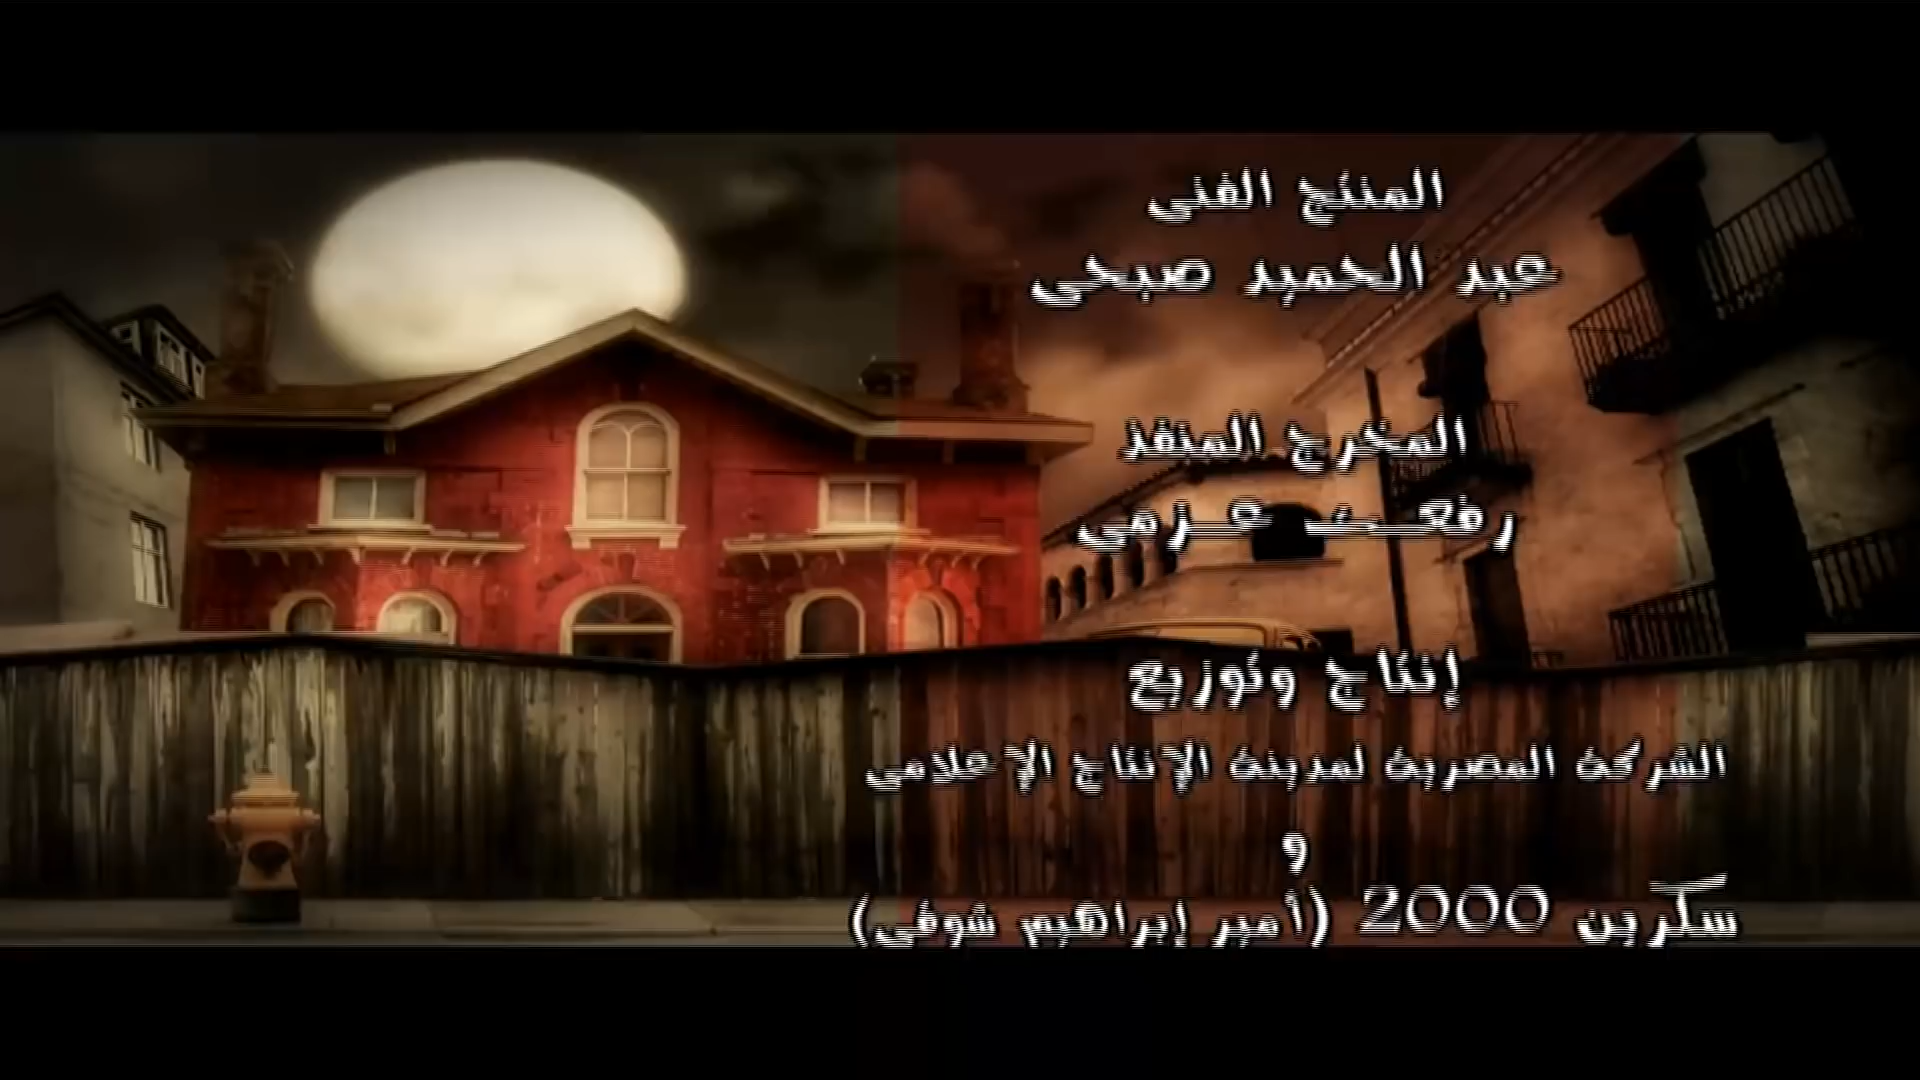 المنتج الفنى
عبد الحميد صبحى
المخرج المنفذ
رفعت عزمى
إنتاج وتوزيع
الشركة المصرية لمدينة الإنتاج الإعلامى
و
سكرين 2000 (أمير إبراهيم شوقى)